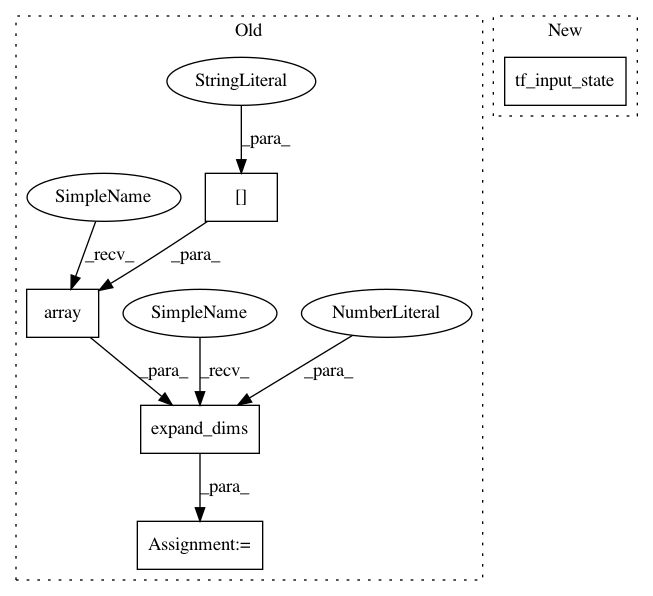 Old
New
StringLiteral
tf_input_state
_para_
SimpleName
[]
_recv_
_para_
array
SimpleName
NumberLiteral
_para_
_recv_
_para_
expand_dims
_para_
Assignment:=